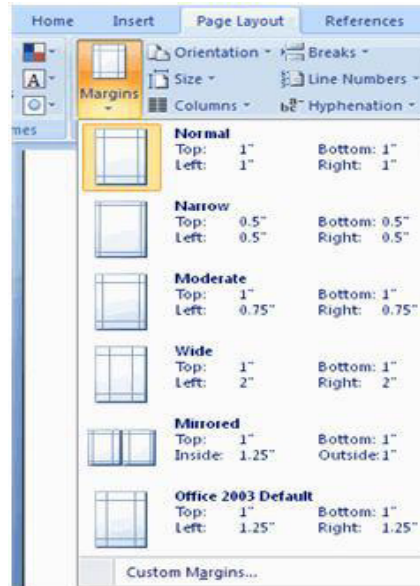 Home Insert Page Layout References
Orientation Breaks
A Size Line Numbers
Margins Columns Hyphenation
mes
Normal
Top: 1" Bottom: 1"
Left: 1" Right: 1"
Narrow
Top: 0.5" Bottom: 0.5"
Left: 0.5" Right: 0.5"
Moderate
Top: 1" Bottom: 1"
Left: 0.75" Right: 0.75"
Wide
Top: 1" Bottom: 1"
Left: 2" Right: 2"
Mirrored
Top: 1" Bottom: 1"
Inside: 1.25" Outside: 1"
Office 2003 Default
Top: 1" Bottom: 1"
Left: 1.25" Right: 1.25"
Custom Margins...